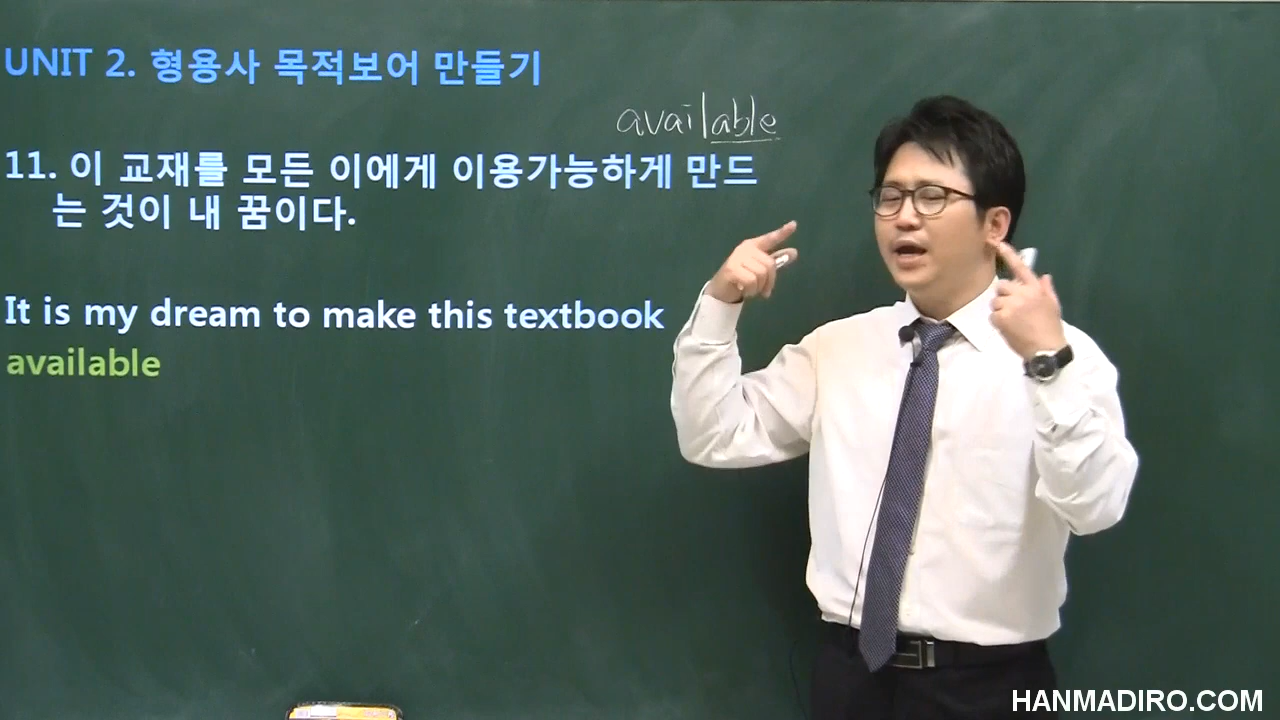 UNIT 2. 형용사 목적보어 만들기
available
11. 이 교재를 모든 이에게 이용가능하게 만드
는 것이 내 꿈이다.
It is my dream to make this textbook
available
HANMADIRO.COM